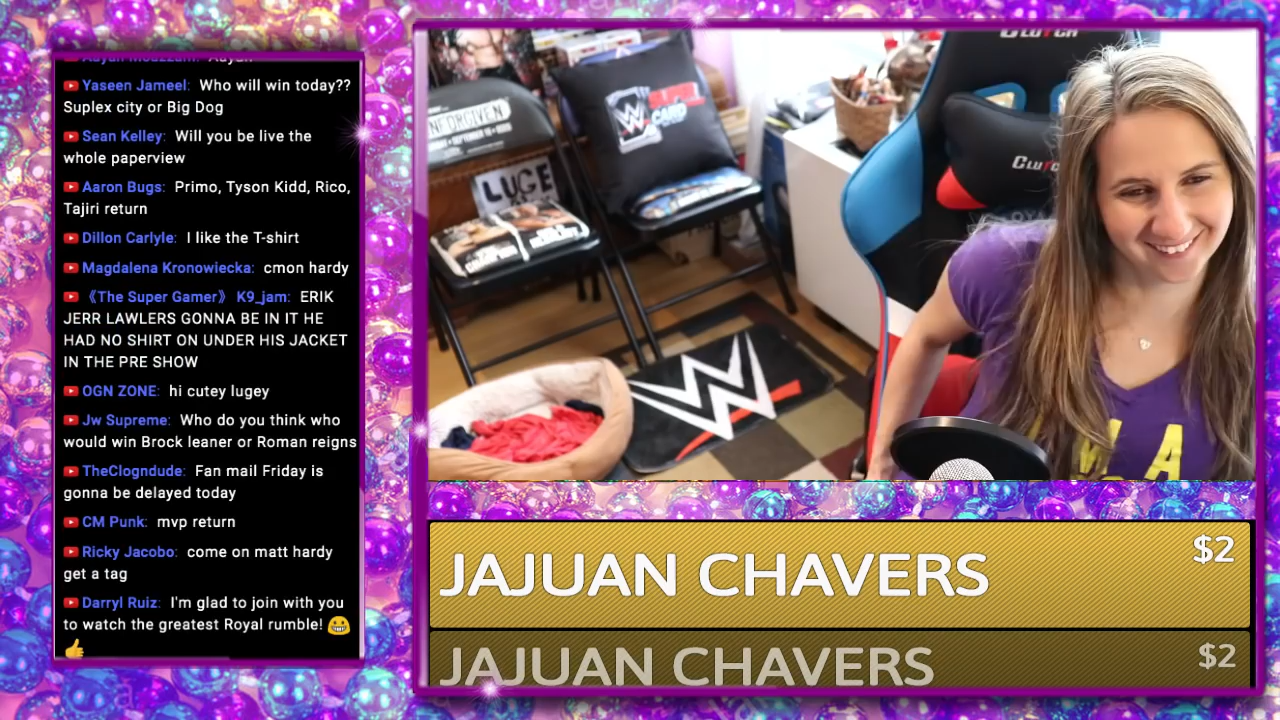 Yaseen Jameel: Who will win today??
Suplex city or Big Dog
Sean Kelley: Will you be live the
whole paperview
Aaron Bugs: Primo, Tyson Kidd, Rico,
Tajiri return
Dillon Carlyle: I like the T-shirt
Magdalena Kronowiecka: cmon hardy
《The Super Gamer》 K9_jam: ERIK
JERR LAWLERS GONNA BE IN IT HE
HAD NO SHIRT ON UNDER HIS JACKET
IN THE PRE SHOW
OGN ZONE: hi cutey lugey
Jw Supreme: Who do you think who
would win Brock leaner or Roman reigns
TheClogndude: Fan mail Friday is
gonna be delayed today
CM Punk: mvp return
Ricky Jacobo: come on matt hardy
get a tag
Darryl Ruiz: I'm glad to join with you
to watch the greatest Royal rumble! 😀
👍
CLUTCH
NFORGIVEN
LUGE
JAJUAN CHAVERS $2
JAJUAN CHAVERS $2